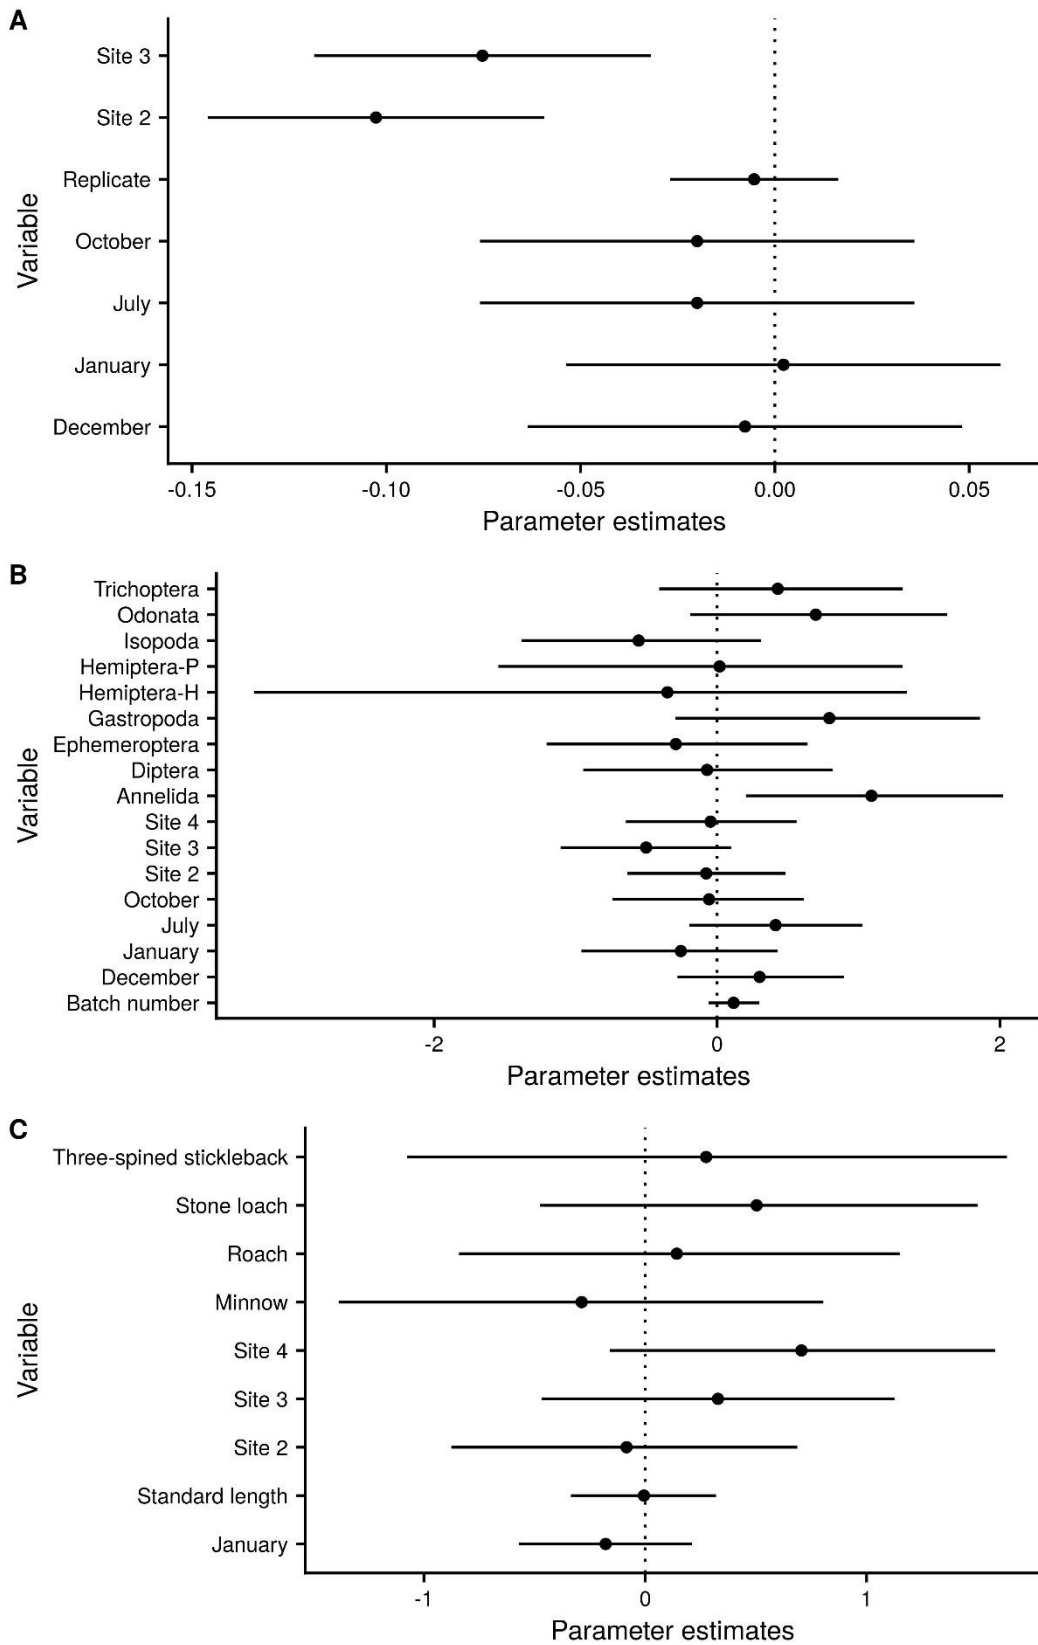 A
Variable
Site 3
Site 2
Replicate
October
July
January
December
-0.15 -0.10 -0.05 0.00 0.05
Parameter estimates
B
Variable
Trichoptera
Odonata
Isopoda
Hemiptera-P
Hemiptera-H
Gastropoda
Ephemeroptera
Diptera
Annelida
Site 4
Site 3
Site 2
October
July
January
December
Batch number
-2 0 2
Parameter estimates
C
Variable
Three-spined stickleback
Stone loach
Roach
Minnow
Site 4
Site 3
Site 2
Standard length
January
-1 0 1
Parameter estimates